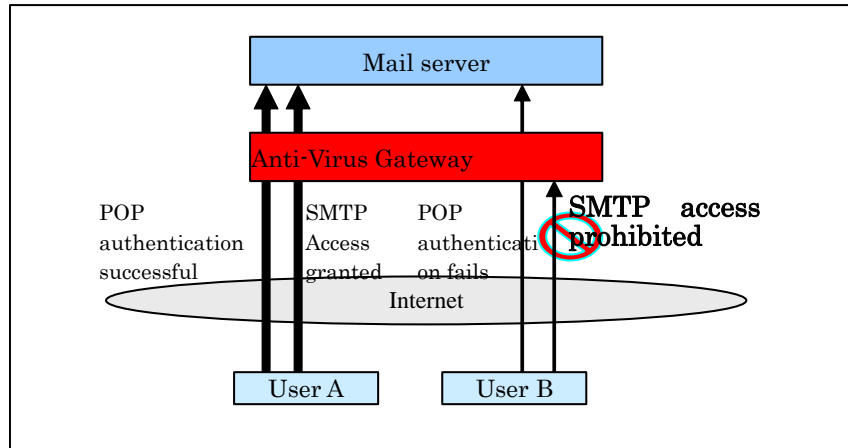 Mail server
Anti-Virus Gateway
POP
authentication
successful
SMTP
Access
granted
POP
authenticati
on fails
SMTP access
prohibited
Internet
User A
User B